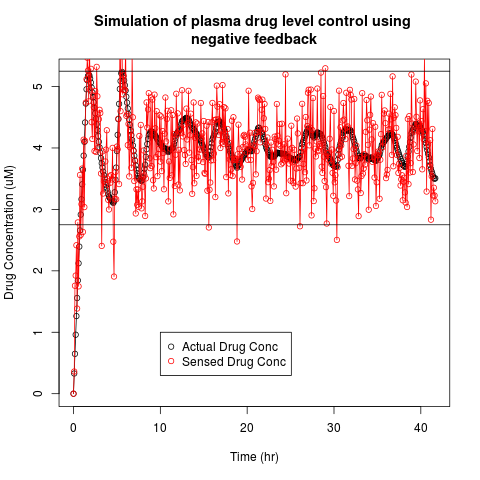 Simulation of plasma drug level control using
negative feedback
Drug Concentration (uM)
5
4
3
2
1
0
Actual Drug Conc
Sensed Drug Conc
0 10 20 30 40
Time (hr)